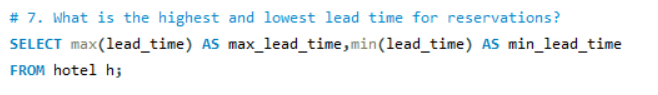 # 7. What is the highest and lowest lead time for reservations?
SELECT max(lead_time) AS max_lead_time,min(lead_time) AS min_lead_time
FROM hotel h;